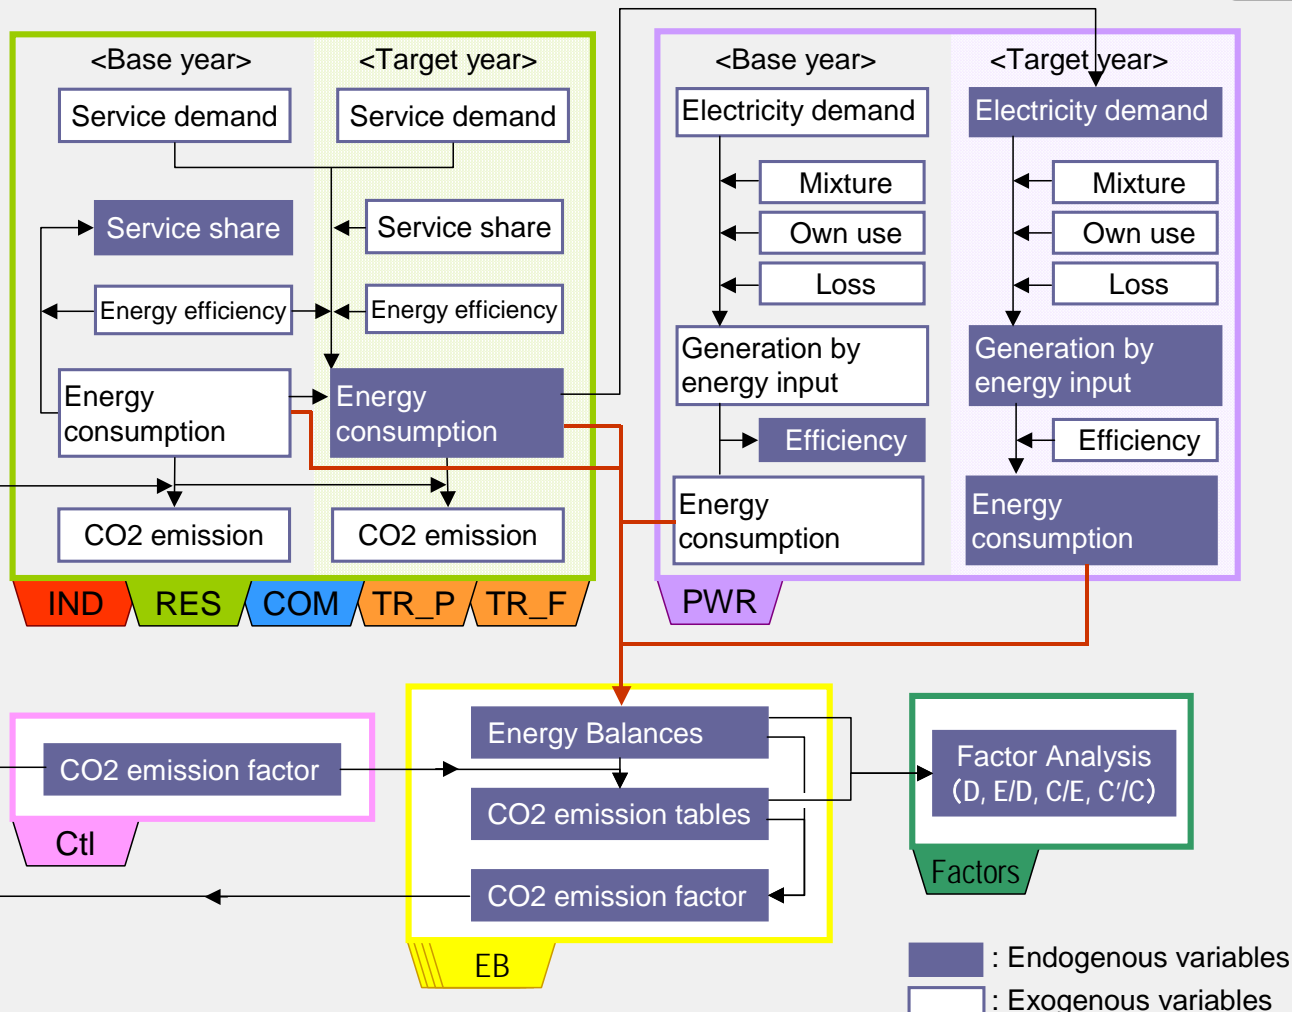 <Base year>
<Target year>
Service demand
Service demand
Service share
Service share
Energy efficiency
Energy efficiency
Energy
consumption
Energy
consumption
CO2 emission
CO2 emission
IND
RES
COM
TR_P
TR_F
<Base year>
<Target year>
Electricity demand
Electricity demand
Mixture
Mixture
Own use
Own use
Loss
Loss
Generation by
energy input
Generation by
energy input
Efficiency
Efficiency
Energy
consumption
Energy
consumption
PWR
CO2 emission factor
Ctl
Energy Balances
CO2 emission tables
CO2 emission factor
EB
Factor Analysis
(D, E/D, C/E, C'/C)
Factors
: Endogenous variables
: Exogenous variables